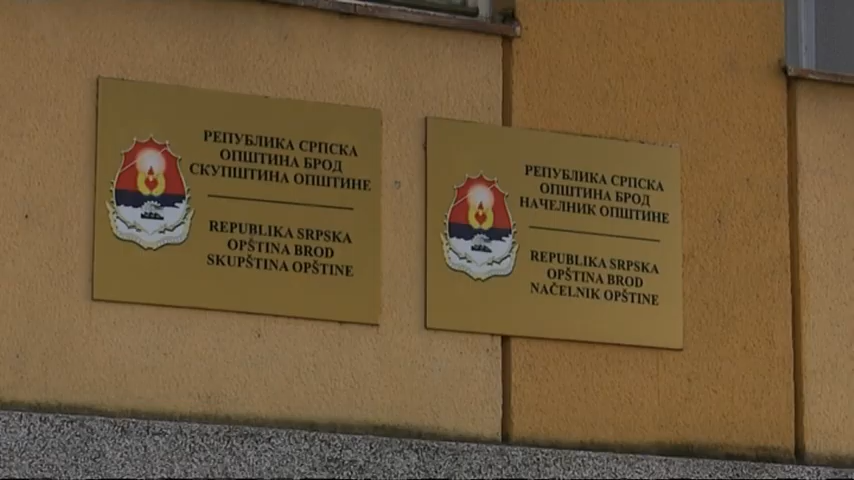 РЕПУБЛИКА СРПСКА
ОПШТИНА БРОД
СКУПШТИНА ОПШТИНЕ
REPUBLIKA SRPSKA
OPŠTINA BROD
SKUPŠTINA OPŠTINE
РЕПУБЛИКА СРПСКА
ОПШТИНА БРОД
НАЧЕЛНИК ОПШТИНЕ
REPUBLIKA SRPSKA
OPŠTINA BROD
NAČELNIK OPŠTINE